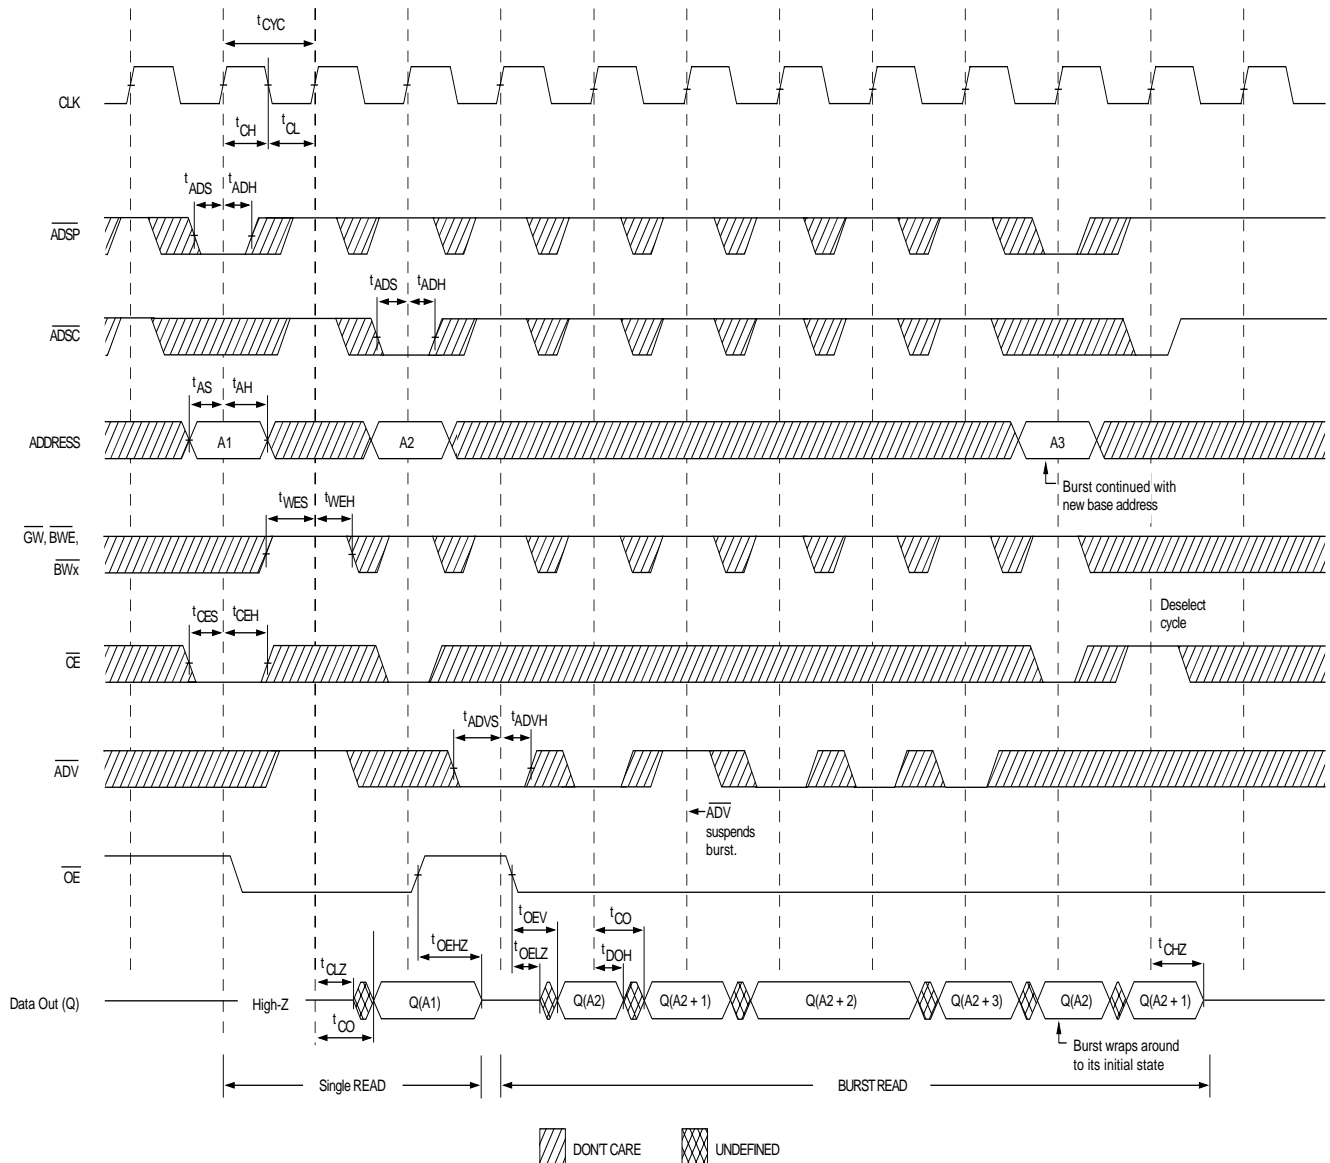 tCYC
CLK
tCH
tCL
tADS
tADH
ADSP
tADS
tADH
ADSC
tAS
tAH
ADDRESS
A1
A2
A3
Burst continued with
new base address
tWES
tWEH
GW, BWE,
BWx
tCES
tCEH
Deselect
cycle
CE
tADVS
tADVH
ADV
ADV
suspends
burst.
OE
tOEV
tCO
tOEHZ
tOELZ
tDOH
tCHZ
tCLZ
Data Out (Q)
High-Z
Q(A1)
Q(A2)
Q(A2 + 1)
Q(A2 + 2)
Q(A2 + 3)
Q(A2)
Q(A2 + 1)
tCO
Burst wraps around
to its initial state
Single READ
BURST READ
DON'T CARE
UNDEFINED